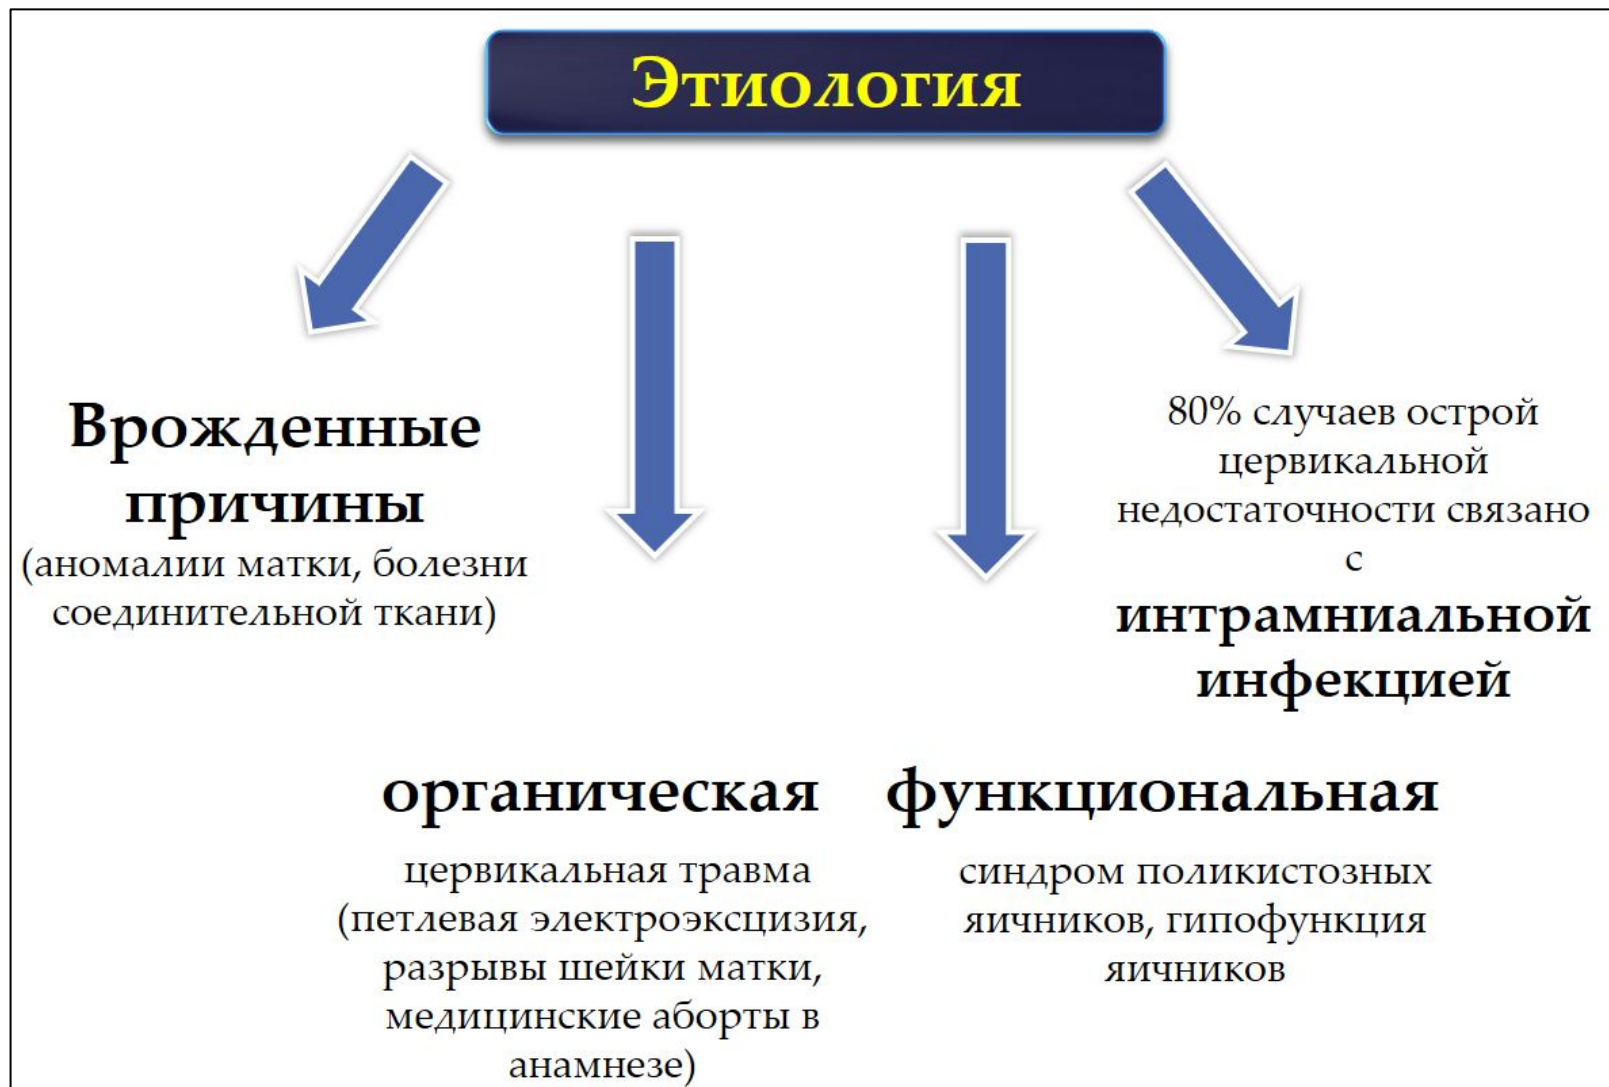 Этиология
Врожденные
причины
(аномалии матки, болезни
соединительной ткани)
80% случаев острой
цервикальной
недостаточности связано
с
интрамниальной
инфекцией
органическая
цервикальная травма
(петлевая электроэксцизия,
разрывы шейки матки,
медицинские аборты в
анамнезе)
функциональная
синдром поликистозных
яичников, гипофункция
яичников